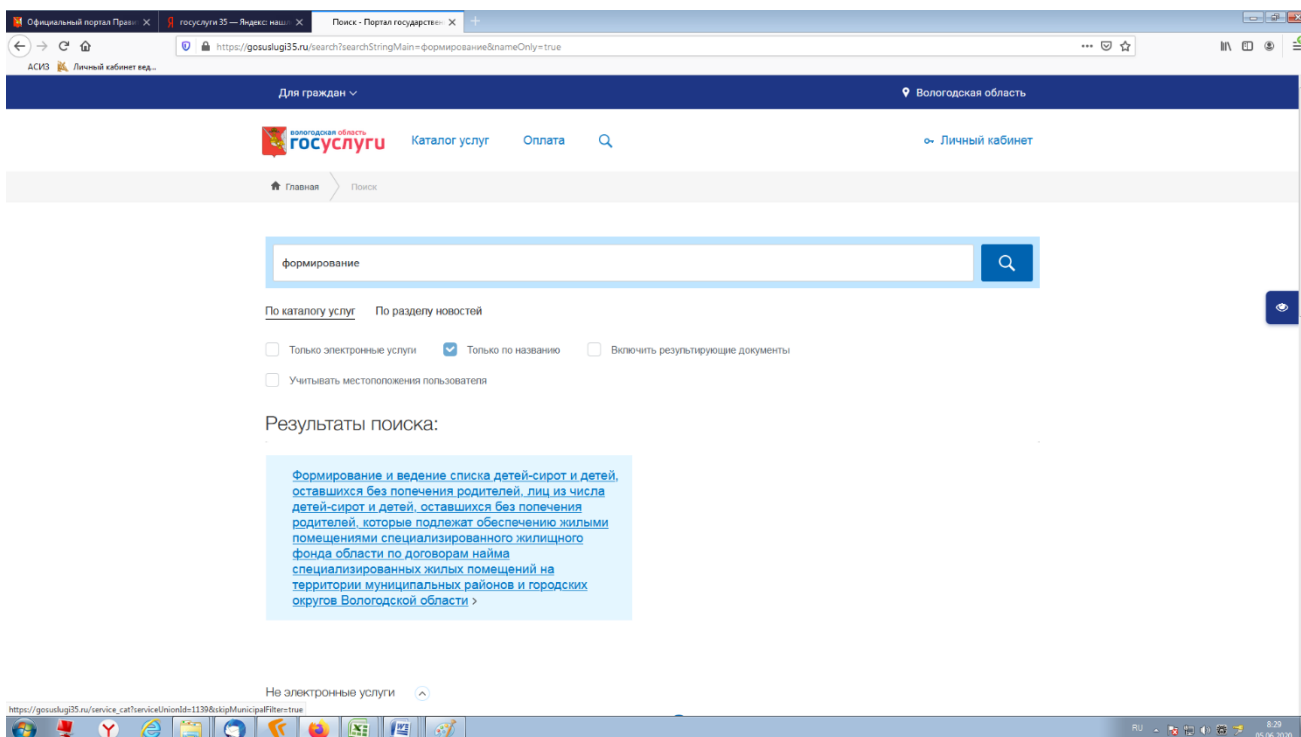 Официальный портал Прави
госуслуги 35 — Яндекс: нашл
Поиск - Портал государствен
https://gosuslugi35.ru/search?searchStringMain=формирование&nameOnly=true
АСИЗ
Личный кабинет вед...
Для граждан
Вологодская область
вологодская область
госуслуги
Каталог услуг
Оплата
Личный кабинет
Главная
Поиск
формирование
По каталогу услуг
По разделу новостей
Только электронные услуги
Только по названию
Включить результирующие документы
Учитывать местоположения пользователя
Результаты поиска:
Формирование и ведение списка детей-сирот и детей,
оставшихся без попечения родителей, лиц из числа
детей-сирот и детей, оставшихся без попечения
родителей, которые подлежат обеспечению жилыми
помещениями специализированного жилищного
фонда области по договорам найма
специализированных жилых помещений на
территории муниципальных районов и городских
округов Вологодской области >
Не электронные услуги
https://gosuslugi35.ru/service_cat?serviceUnionId=1139&skipMunicipalFilter=true
RU
8:29
05.06.2020